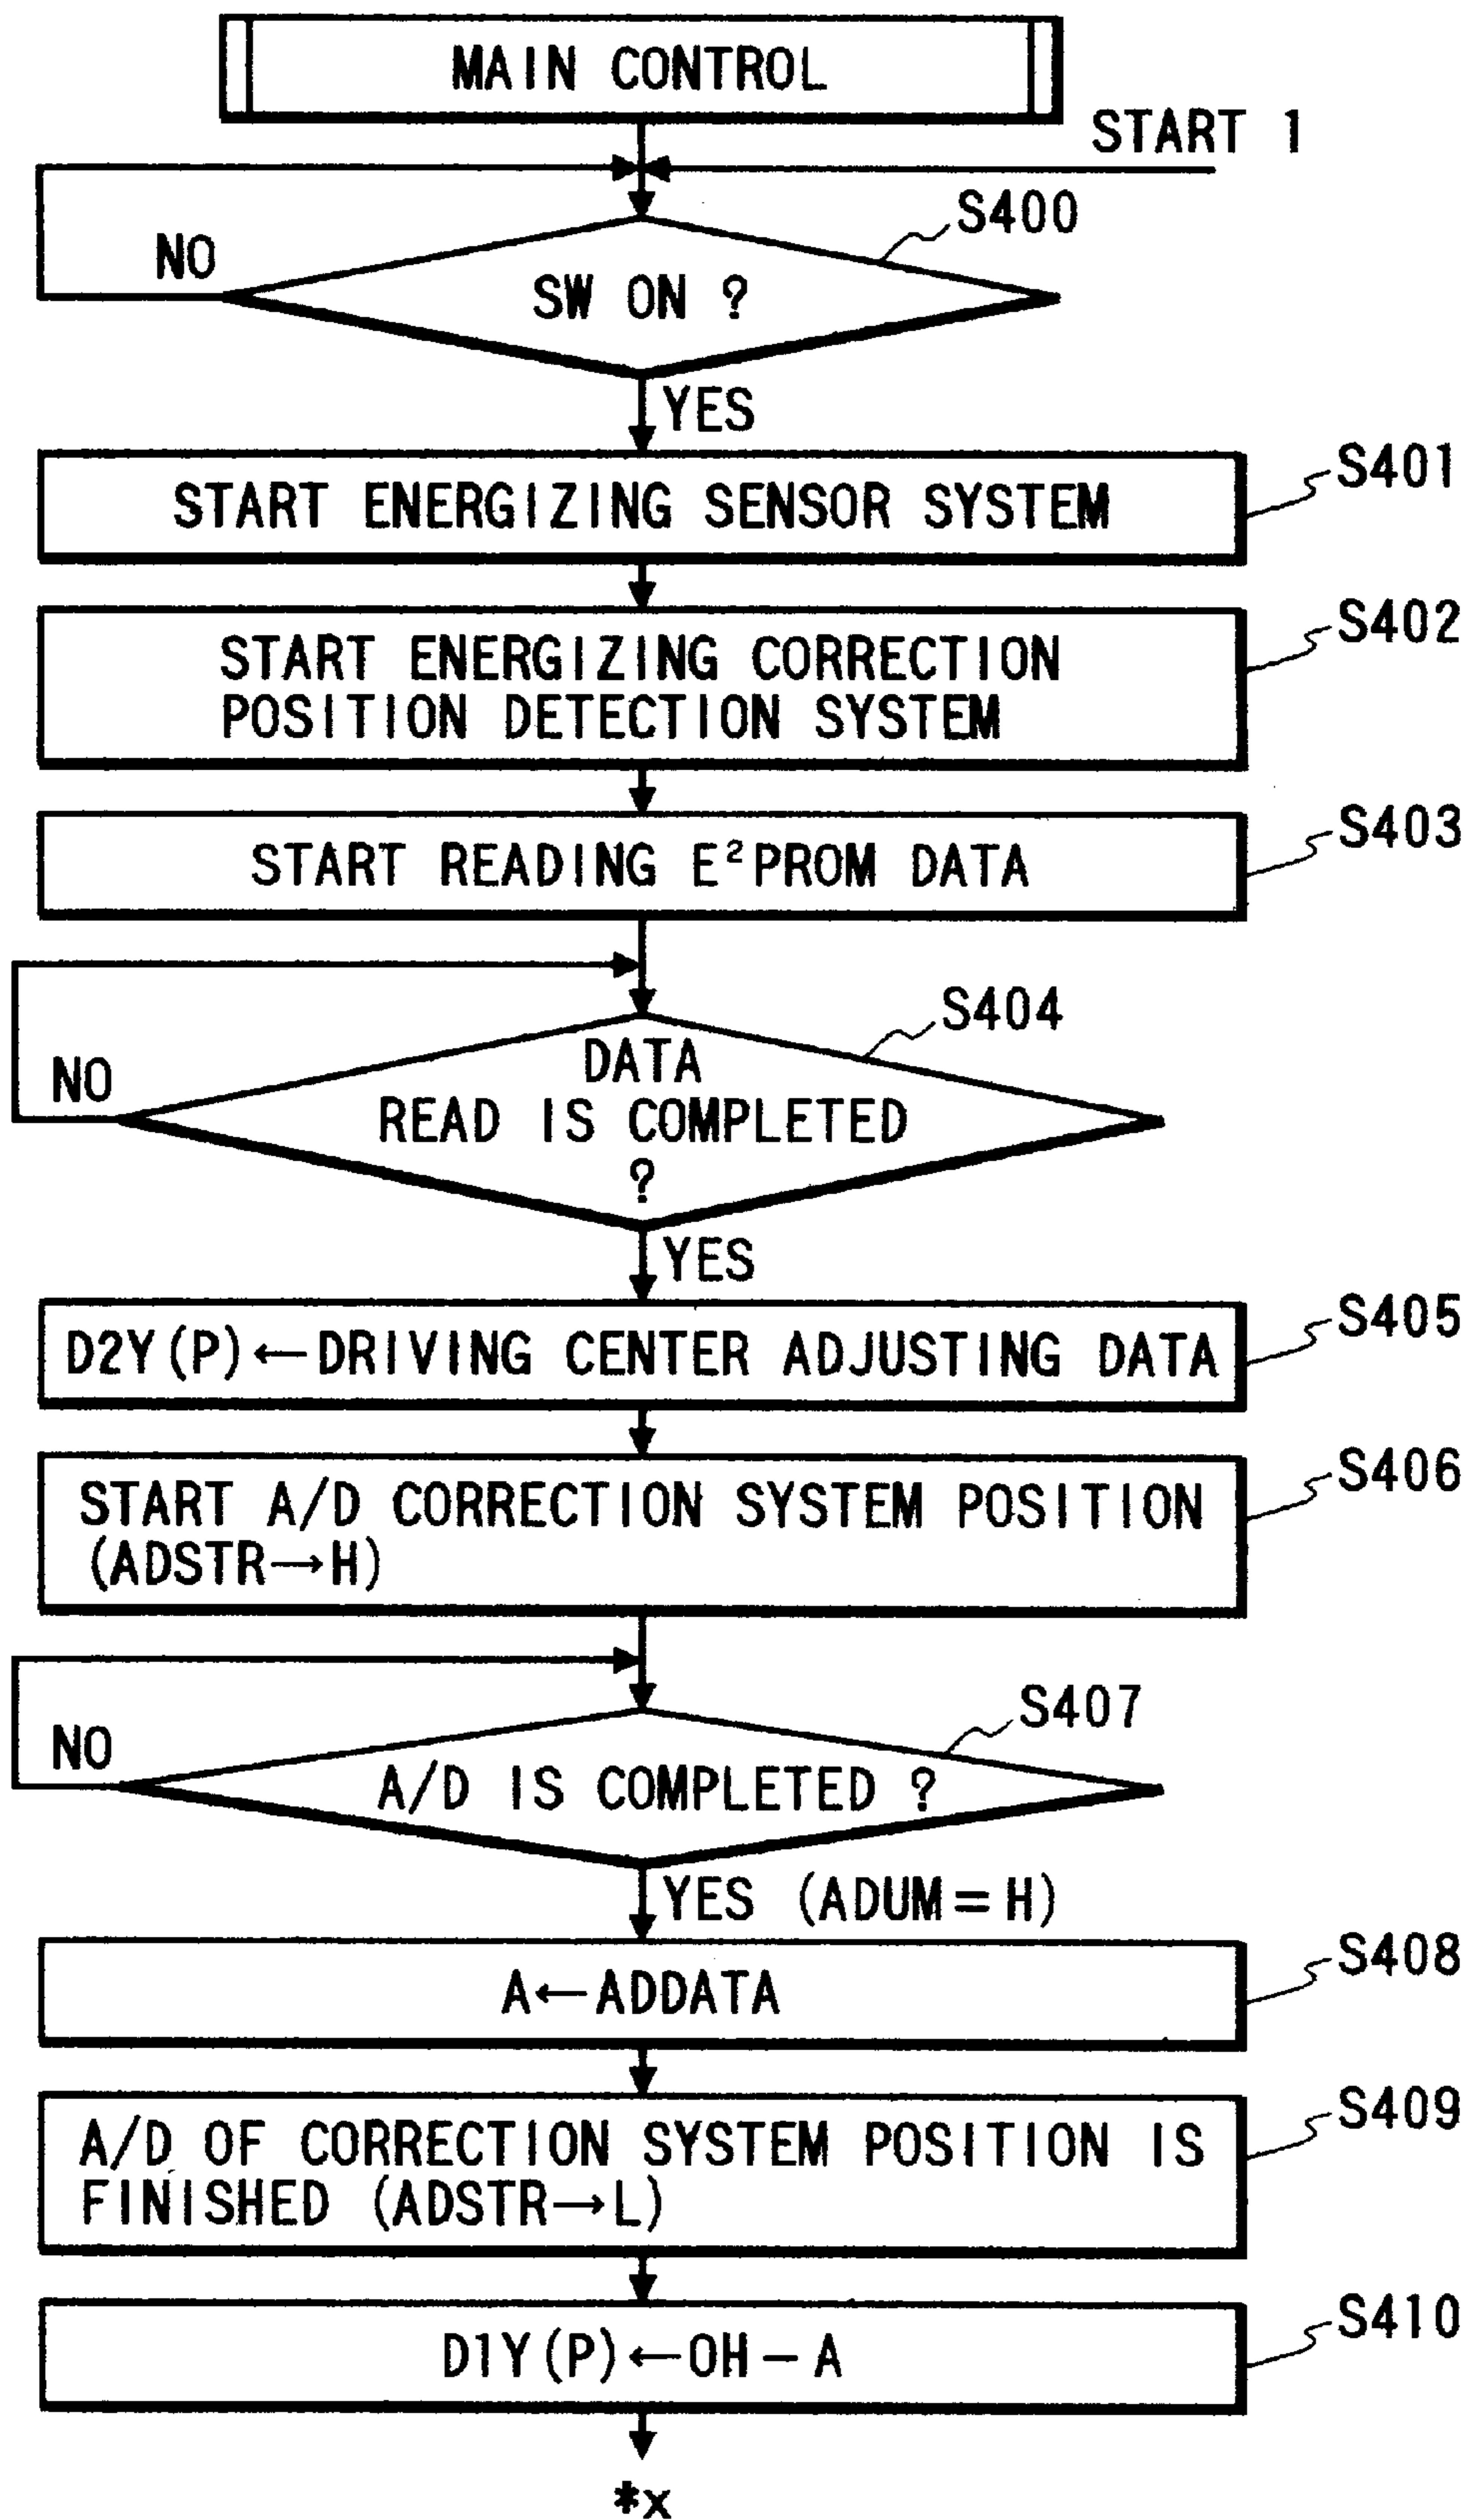 MAIN CONTROL
START 1
S400
NO
SW ON ?
YES
S401
START ENERGIZING SENSOR SYSTEM
S402
START ENERGIZING CORRECTION
POSITION DETECTION SYSTEM
S403
START READING E²PROM DATA
S404
DATA
NO
READ IS COMPLETED
?
YES
S405
D2Y(P)←DRIVING CENTER ADJUSTING DATA
S406
START A/D CORRECTION SYSTEM POSITION
(ADSTR→H)
S407
NO
A/D IS COMPLETED ?
YES (ADUM=H)
S408
A←ADDATA
S409
A/D OF CORRECTION SYSTEM POSITION IS
FINISHED (ADSTR→L)
S410
D1Y(P)←OH-A
*x